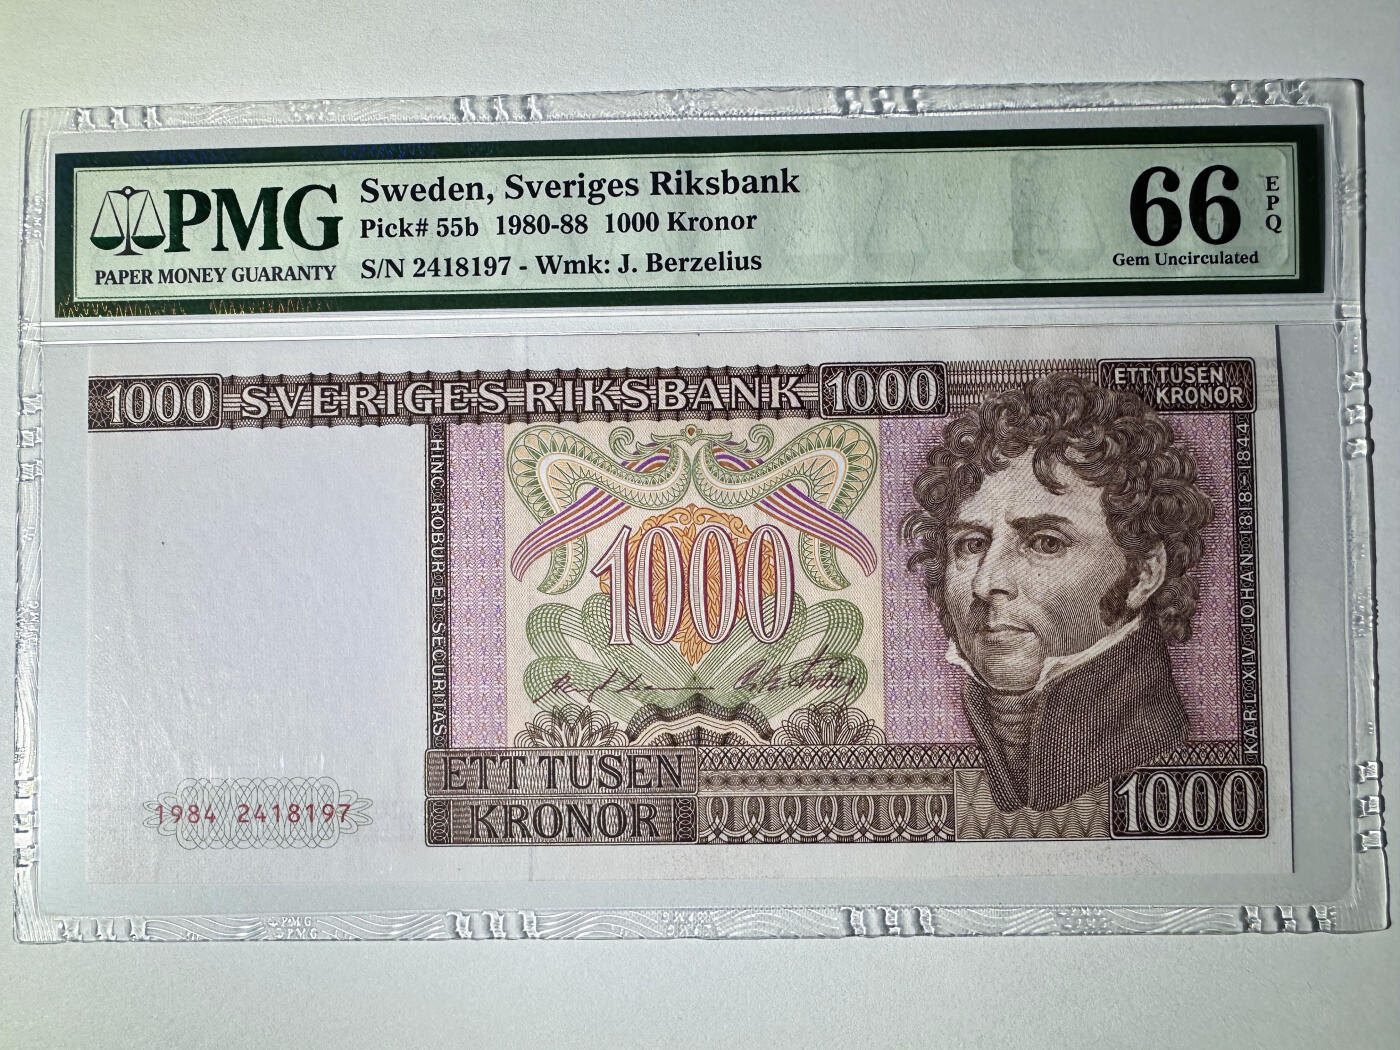 PMG
PAPER MONEY GUARANTY
Sweden, Sveriges Riksbank
Pick# 55b 1980-88 1000 Kronor
S/N 2418197 - Wmk: J. Berzelius
66
EPQ
Gem Uncirculated
1000 SVERIGES RIKSBANK 1000
ETT TUSEN
KRONOR
HINC ROBUR ET SECURITAS
1000
KARL XIV JOHAN 1818-1844
ETT TUSEN
KRONOR
1984 2418197
1000
PMG
PMG